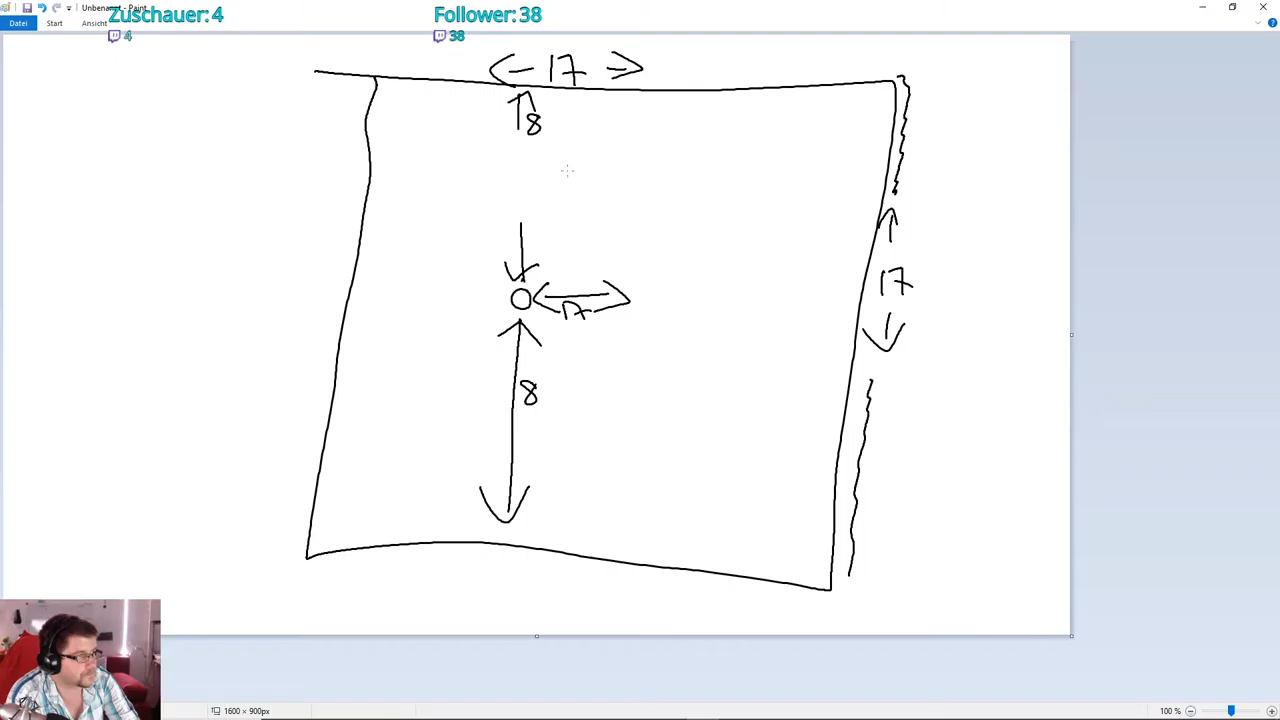 Unbenannt - Paint
Zuschauer: 4
Follower: 38
Datei
Start
Ansicht
4
38
17
8
17
17
8
1600 × 900px
100 %